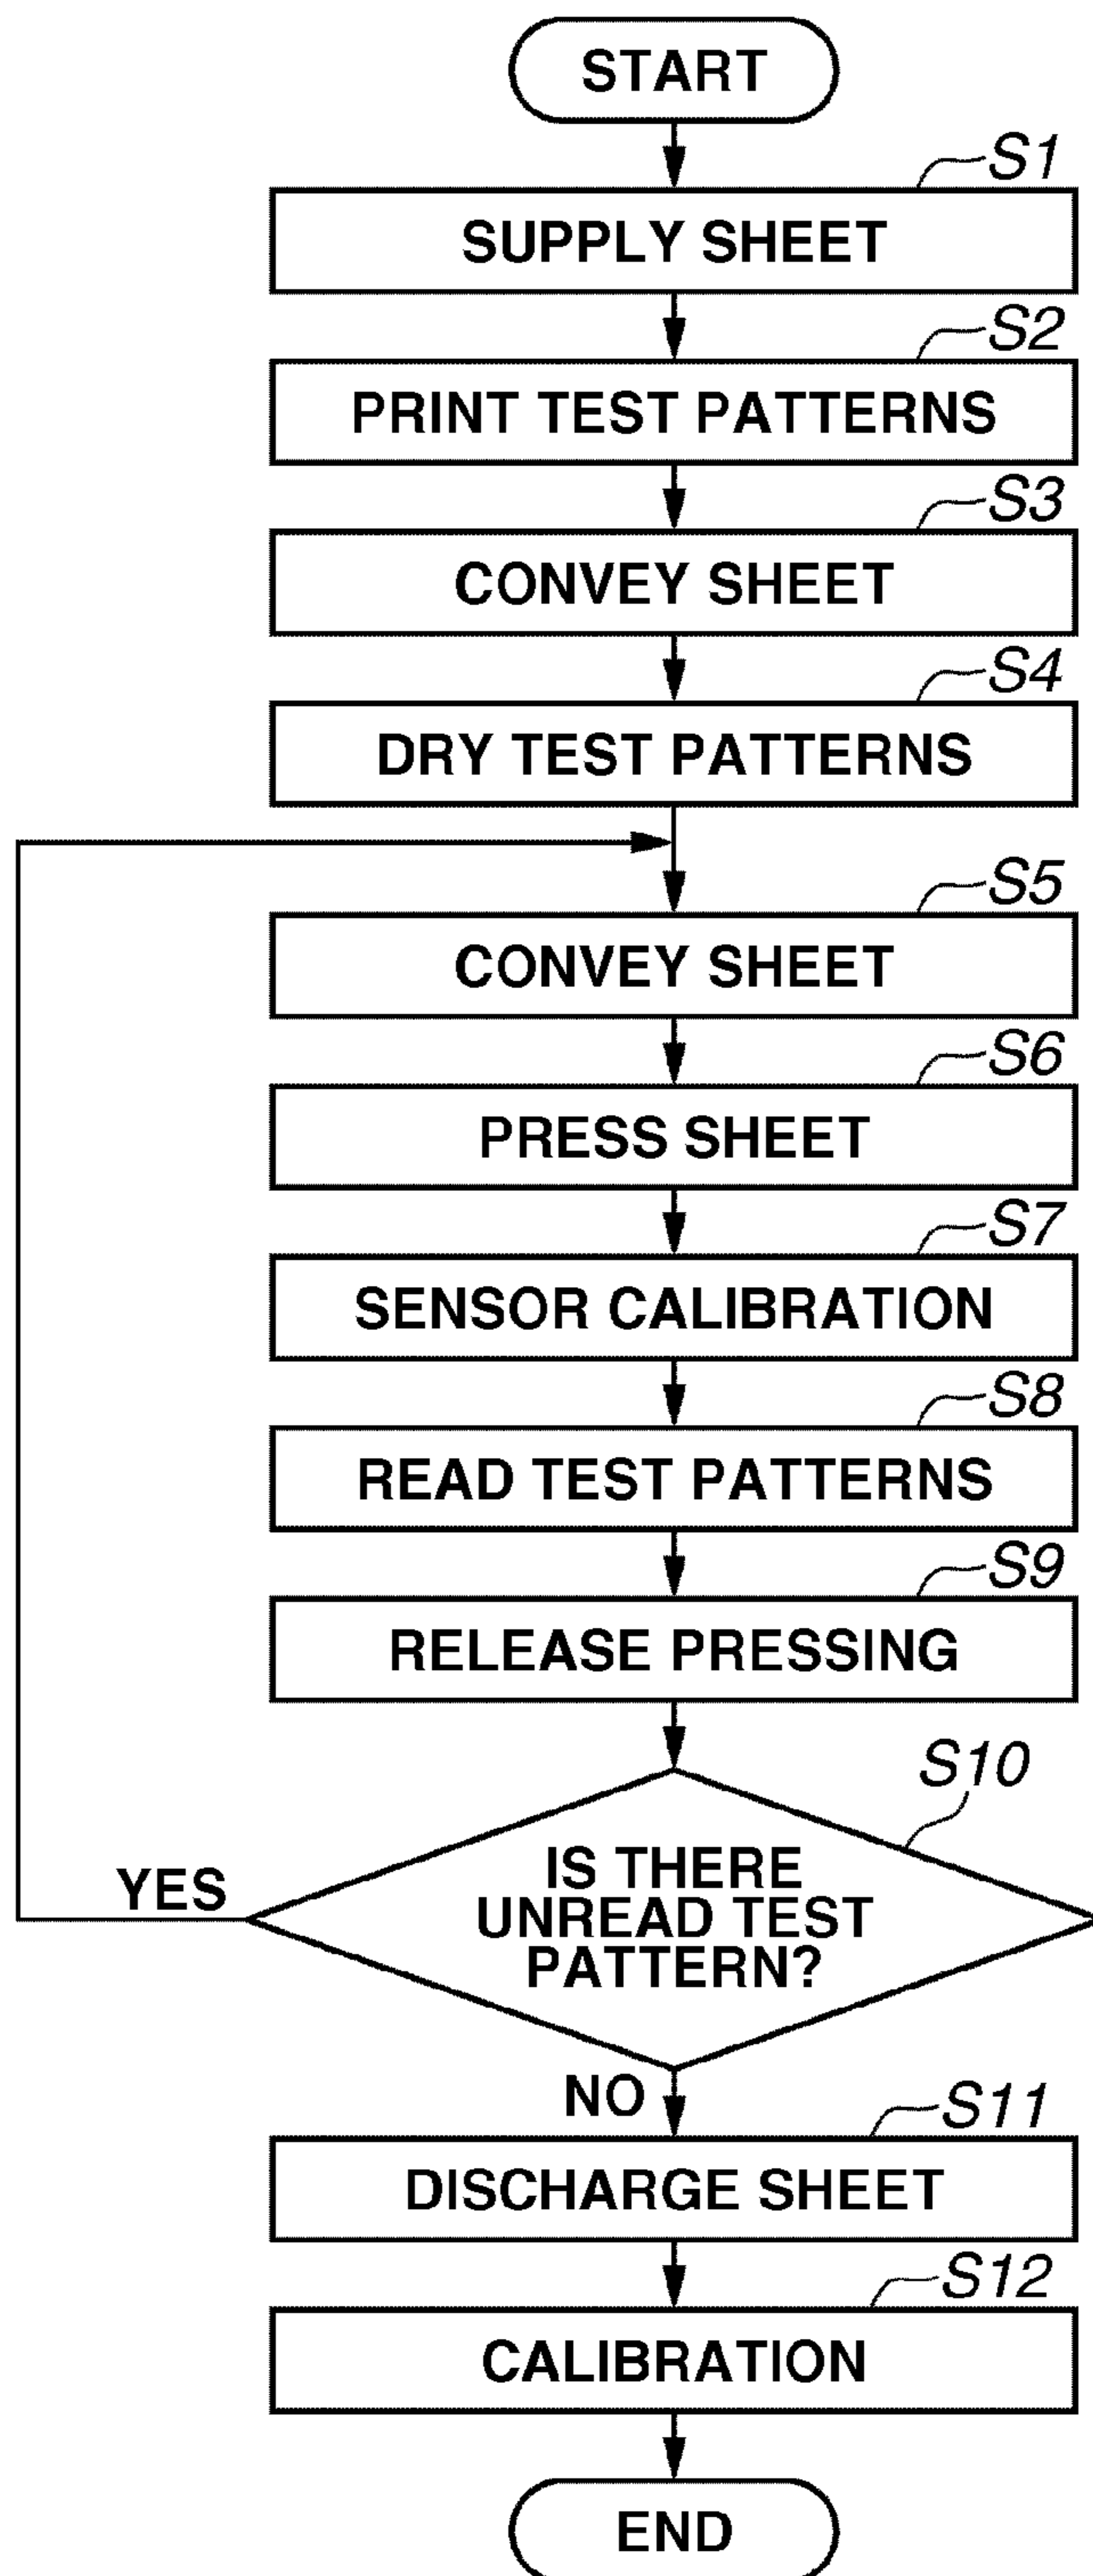 START
S1
SUPPLY SHEET
S2
PRINT TEST PATTERNS
S3
CONVEY SHEET
S4
DRY TEST PATTERNS
S5
CONVEY SHEET
S6
PRESS SHEET
S7
SENSOR CALIBRATION
S8
READ TEST PATTERNS
S9
RELEASE PRESSING
S10
IS THERE
UNREAD TEST
PATTERN?
YES
NO
S11
DISCHARGE SHEET
S12
CALIBRATION
END